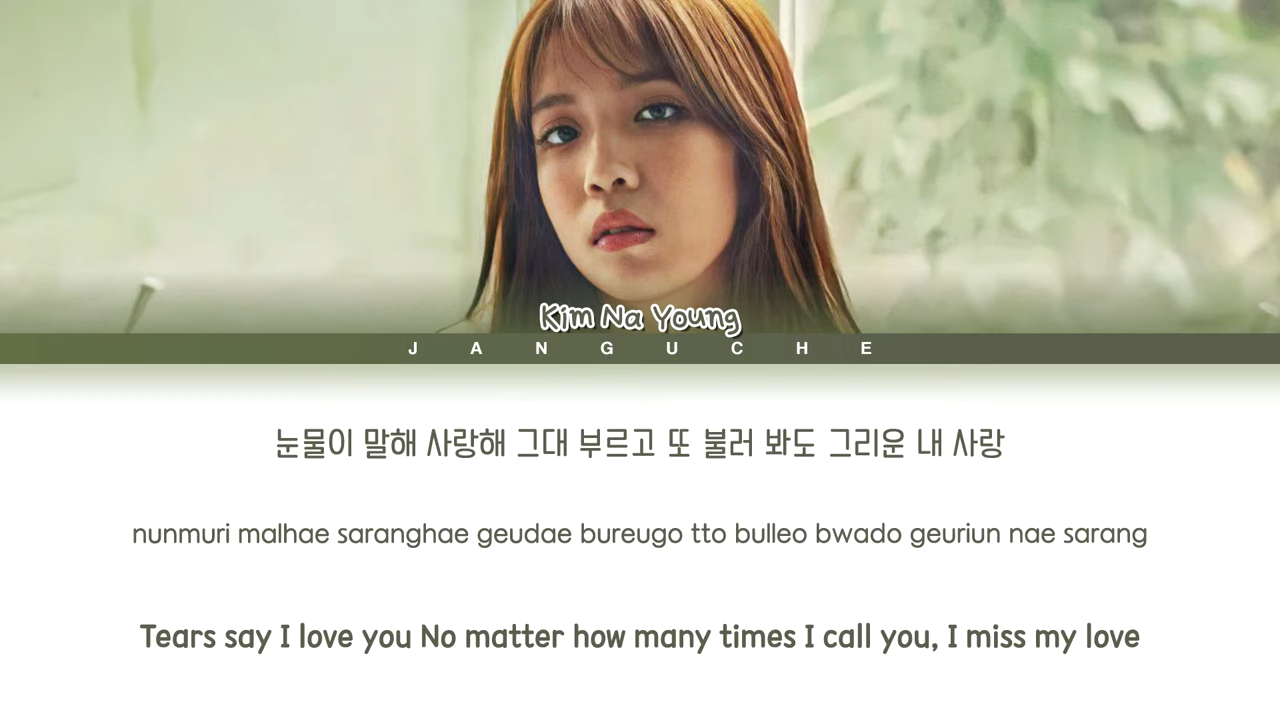 Kim Na Young
JANGUCHE
눈물이 말해 사랑해 그대 부르고 또 불러 봐도 그리운 내 사랑
nunmuri malhae saranghae geudae bureugo tto bulleo bwado geuriun nae sarang
Tears say I love you No matter how many times I call you, I miss my love